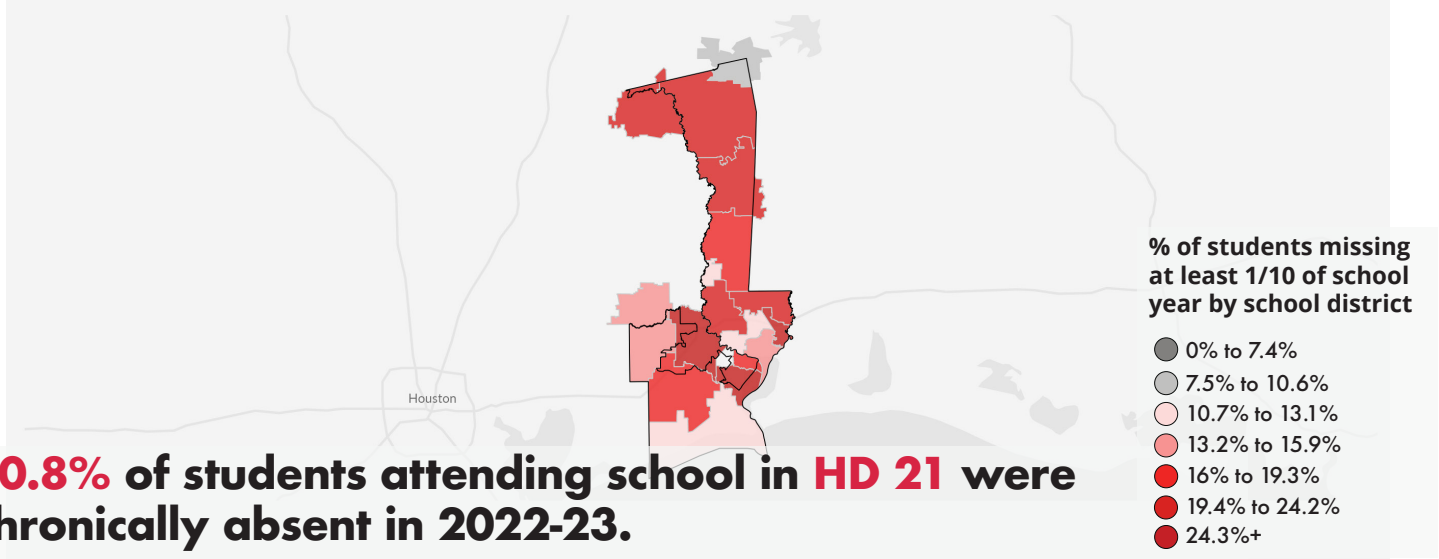 % of students missing
at least 1/10 of school
year by school district
0% to 7.4%
7.5% to 10.6%
10.7% to 13.1%
13.2% to 15.9%
16% to 19.3%
19.4% to 24.2%
24.3%+
Houston
0.8% of students attending school in HD 21 were
hronically absent in 2022-23.